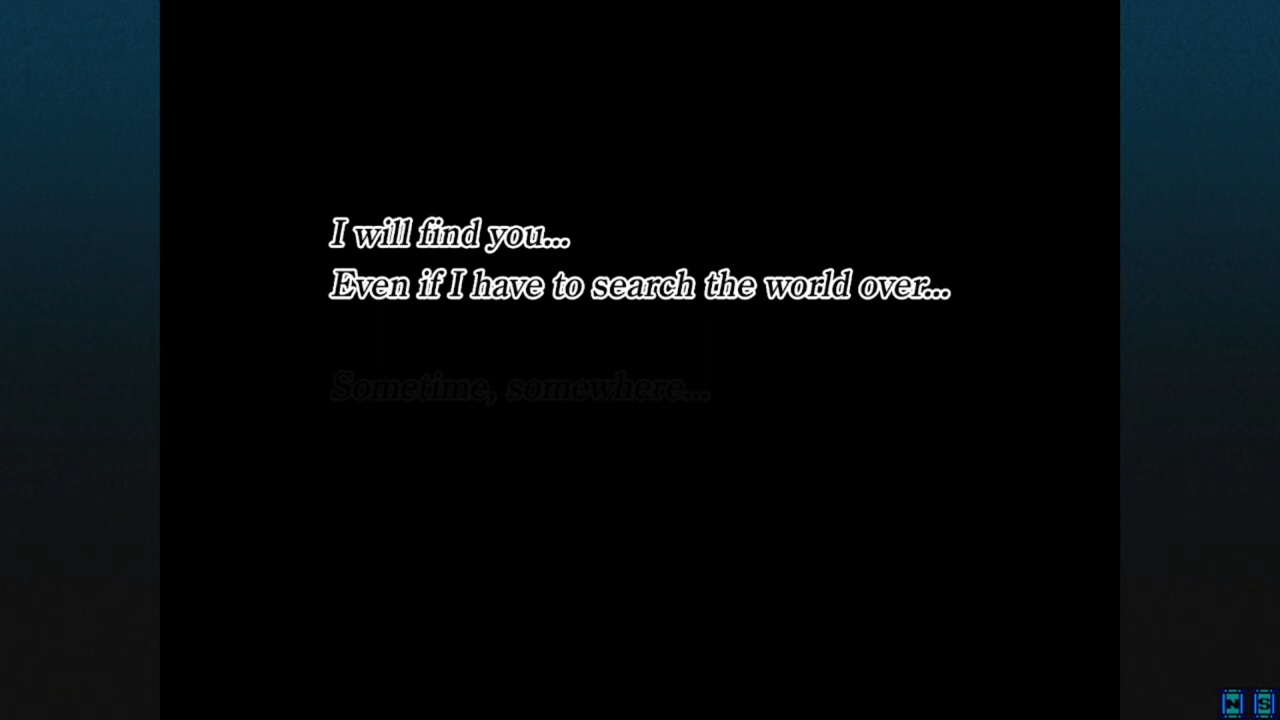 I will find you...
Even if I have to search the world over...
Sometime, somewhere...
N S